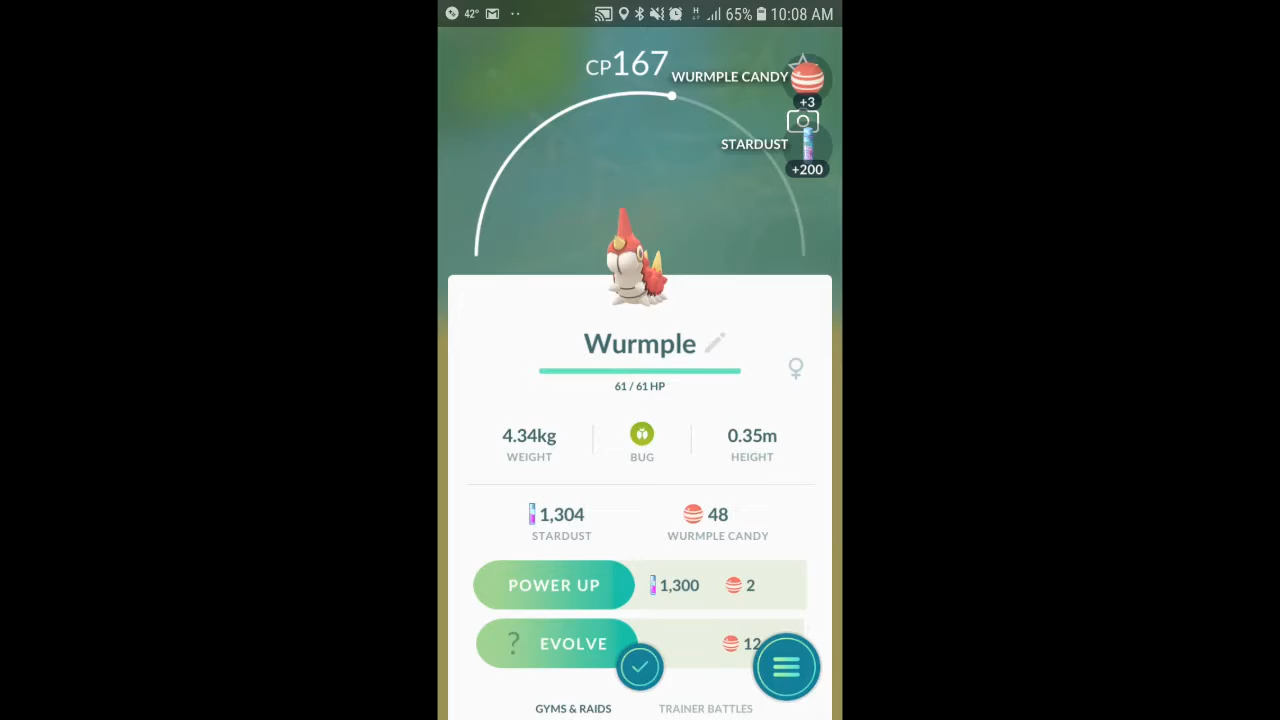 42° 65% 10:08 AM
CP167
WURMPLE CANDY
+3
STARDUST
+200
Wurmple
61 / 61 HP
4.34kg 0.35m
WEIGHT BUG HEIGHT
1,304 48
STARDUST WURMPLE CANDY
POWER UP 1,300 2
? EVOLVE 12
GYMS & RAIDS TRAINER BATTLES